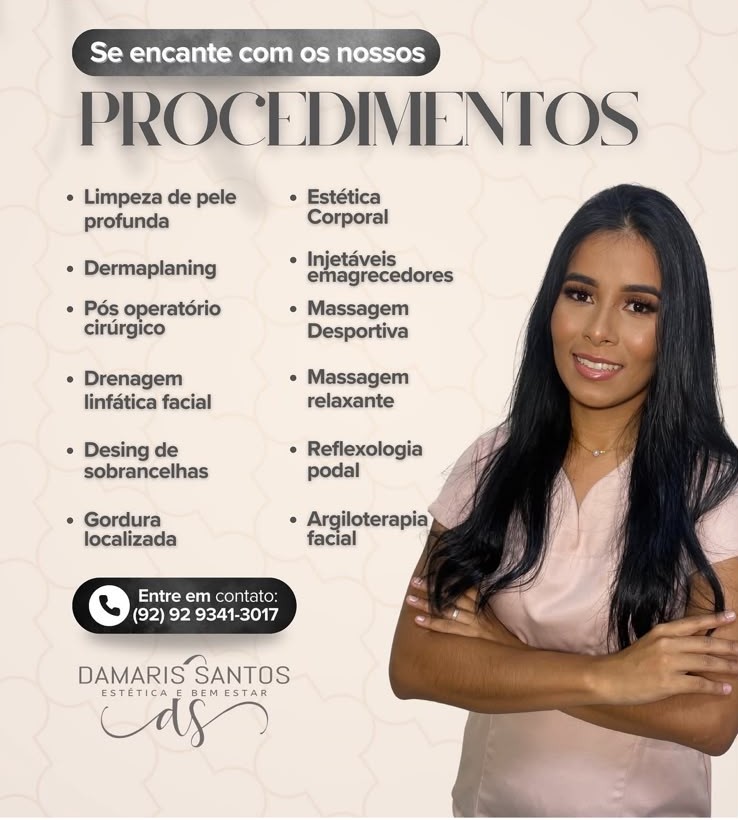 Se encante com os nossos
PROCEDIMENTOS
• Limpeza de pele
profunda
• Dermaplaning
• Pós operatório
cirúrgico
• Drenagem
linfática facial
• Desing de
sobrancelhas
• Gordura
localizada
• Estética
Corporal
• Injetáveis
emagrecedores
• Massagem
Desportiva
• Massagem
relaxante
• Reflexologia
podal
• Argiloterapia
facial
Entre em contato:
(92) 92 9341-3017
DAMARIS SANTOS
ESTÉTICA E BEM ESTAR
ds